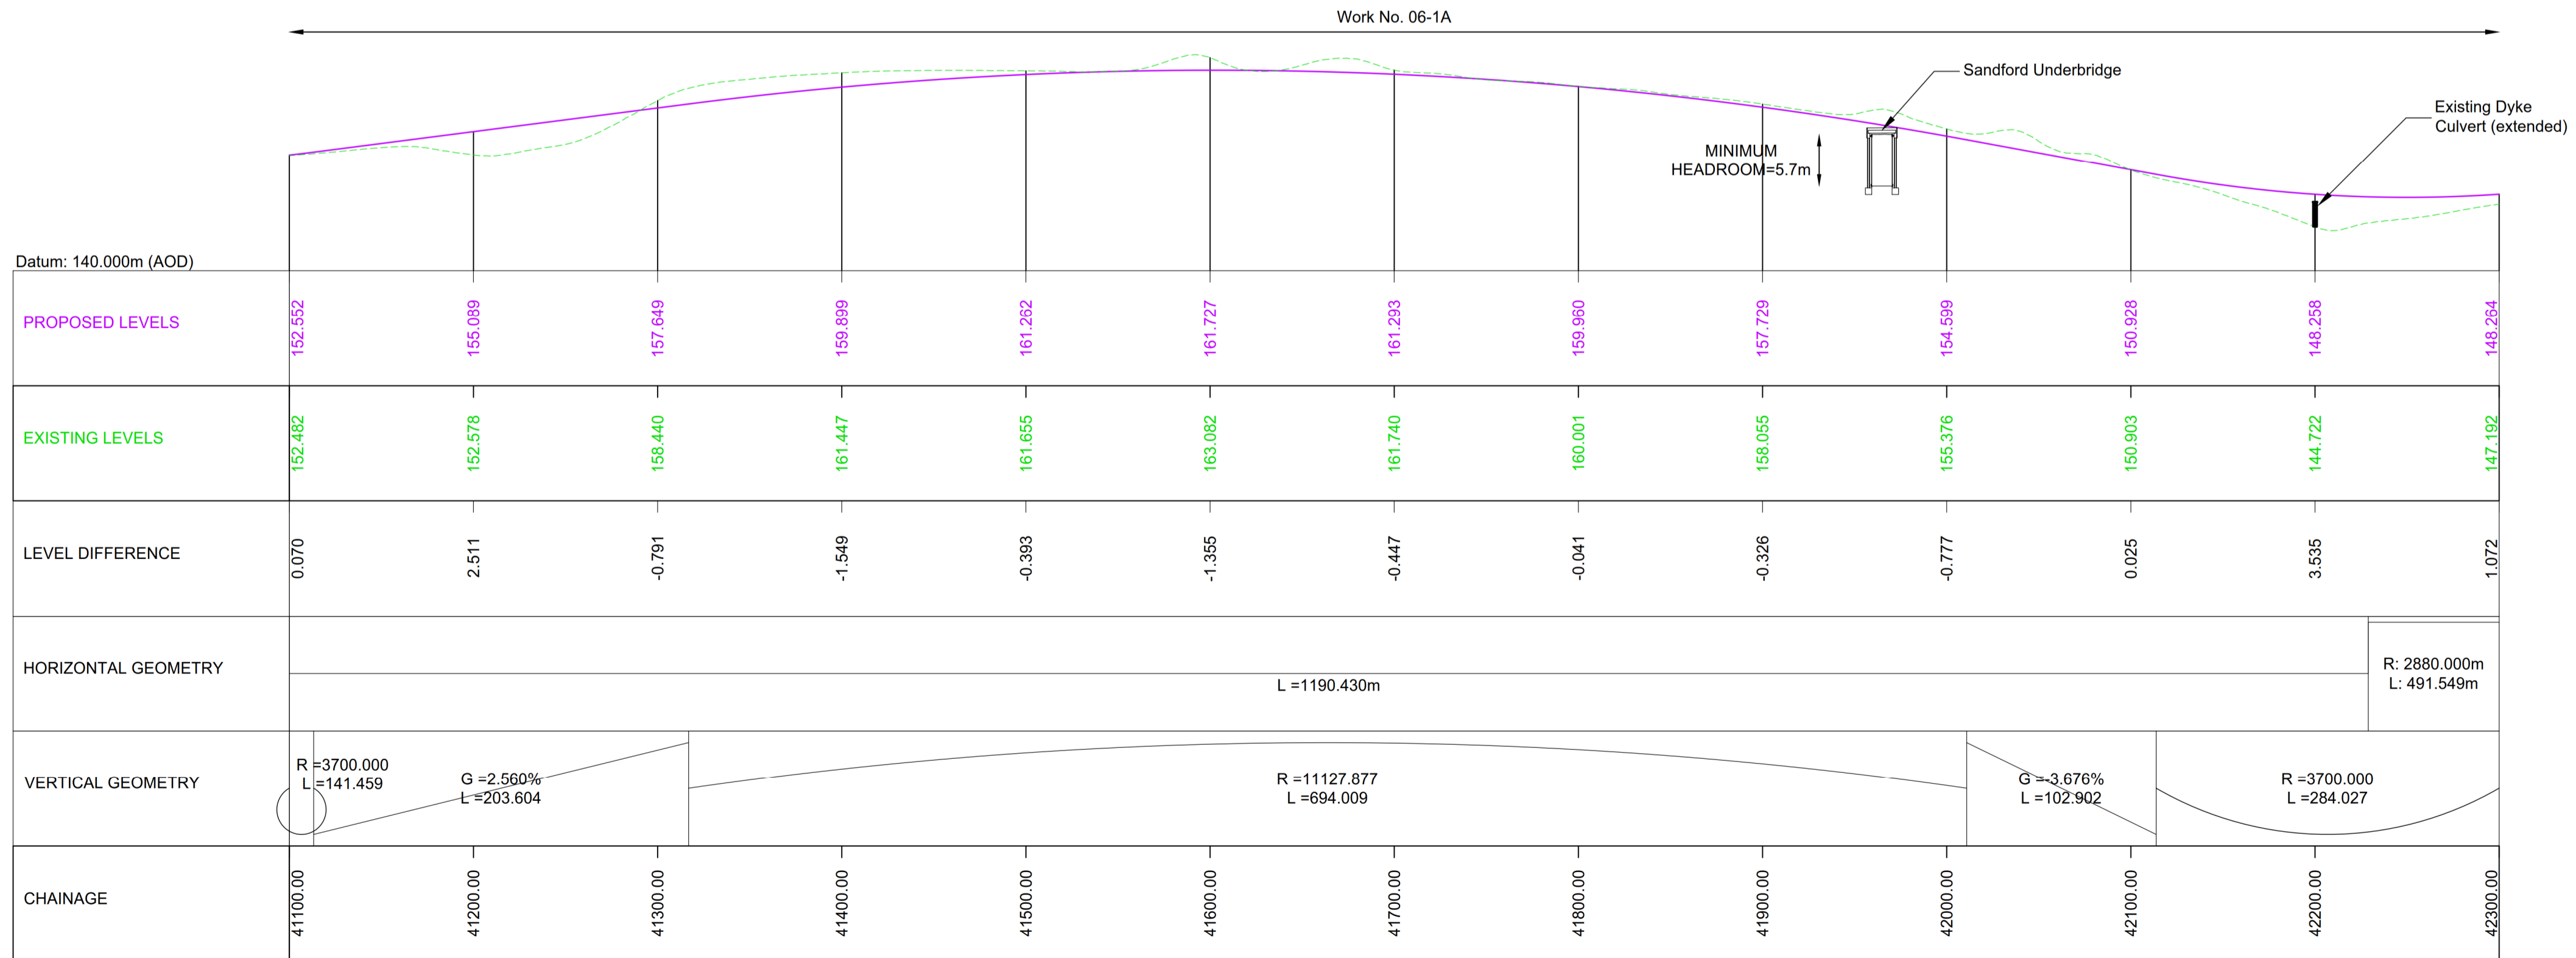 Work No. 06-1A
Sandford Underbridge
Existing Dyke
Culvert (extended)
MINIMUM
HEADROOM=5.7m
Datum: 140.000m (AOD)
PROPOSED LEVELS
152.552
155.089
157.649
159.899
161.262
161.727
161.293
159.960
157.729
154.599
150.928
148.258
148.264
EXISTING LEVELS
152.482
152.578
158.440
161.447
161.655
163.082
161.740
160.001
158.055
155.376
150.903
144.722
147.192
LEVEL DIFFERENCE
0.070
2.511
-0.791
-1.549
-0.393
-1.355
-0.447
-0.041
-0.326
-0.777
0.025
3.535
1.072
HORIZONTAL GEOMETRY
L =1190.430m
R: 2880.000m
L: 491.549m
VERTICAL GEOMETRY
R =3700.000
L =141.459
G =2.560%
L =203.604
R =11127.877
L =694.009
G =-3.676%
L =102.902
R =3700.000
L =284.027
CHAINAGE
41100.00
41200.00
41300.00
41400.00
41500.00
41600.00
41700.00
41800.00
41900.00
42000.00
42100.00
42200.00
42300.00